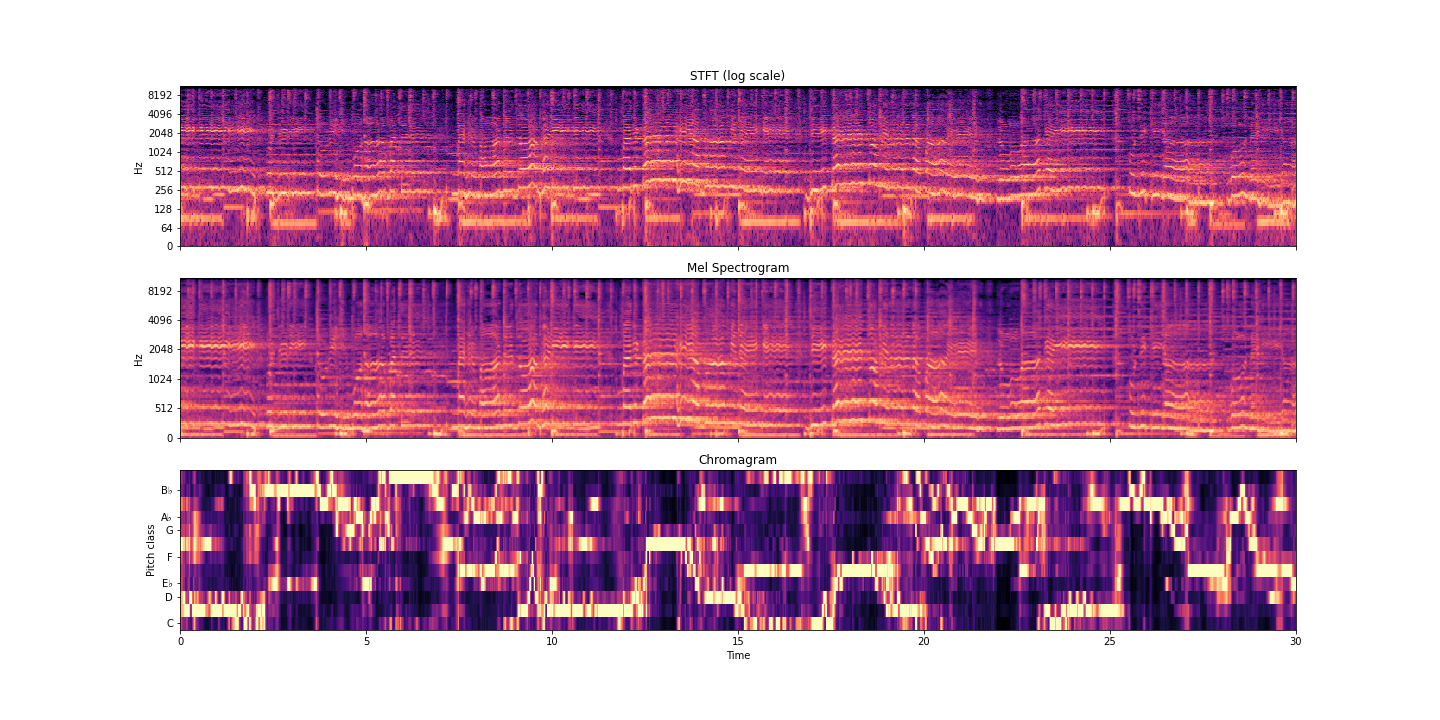 STFT (log scale)
8192
4096
2048
1024
512
256
128
64
0
Hz
Mel Spectrogram
8192
4096
2048
1024
512
0
Hz
Chromagram
B♭
A♭
G
F
E♭
D
C
Pitch class
0 5 10 15 20 25 30
Time